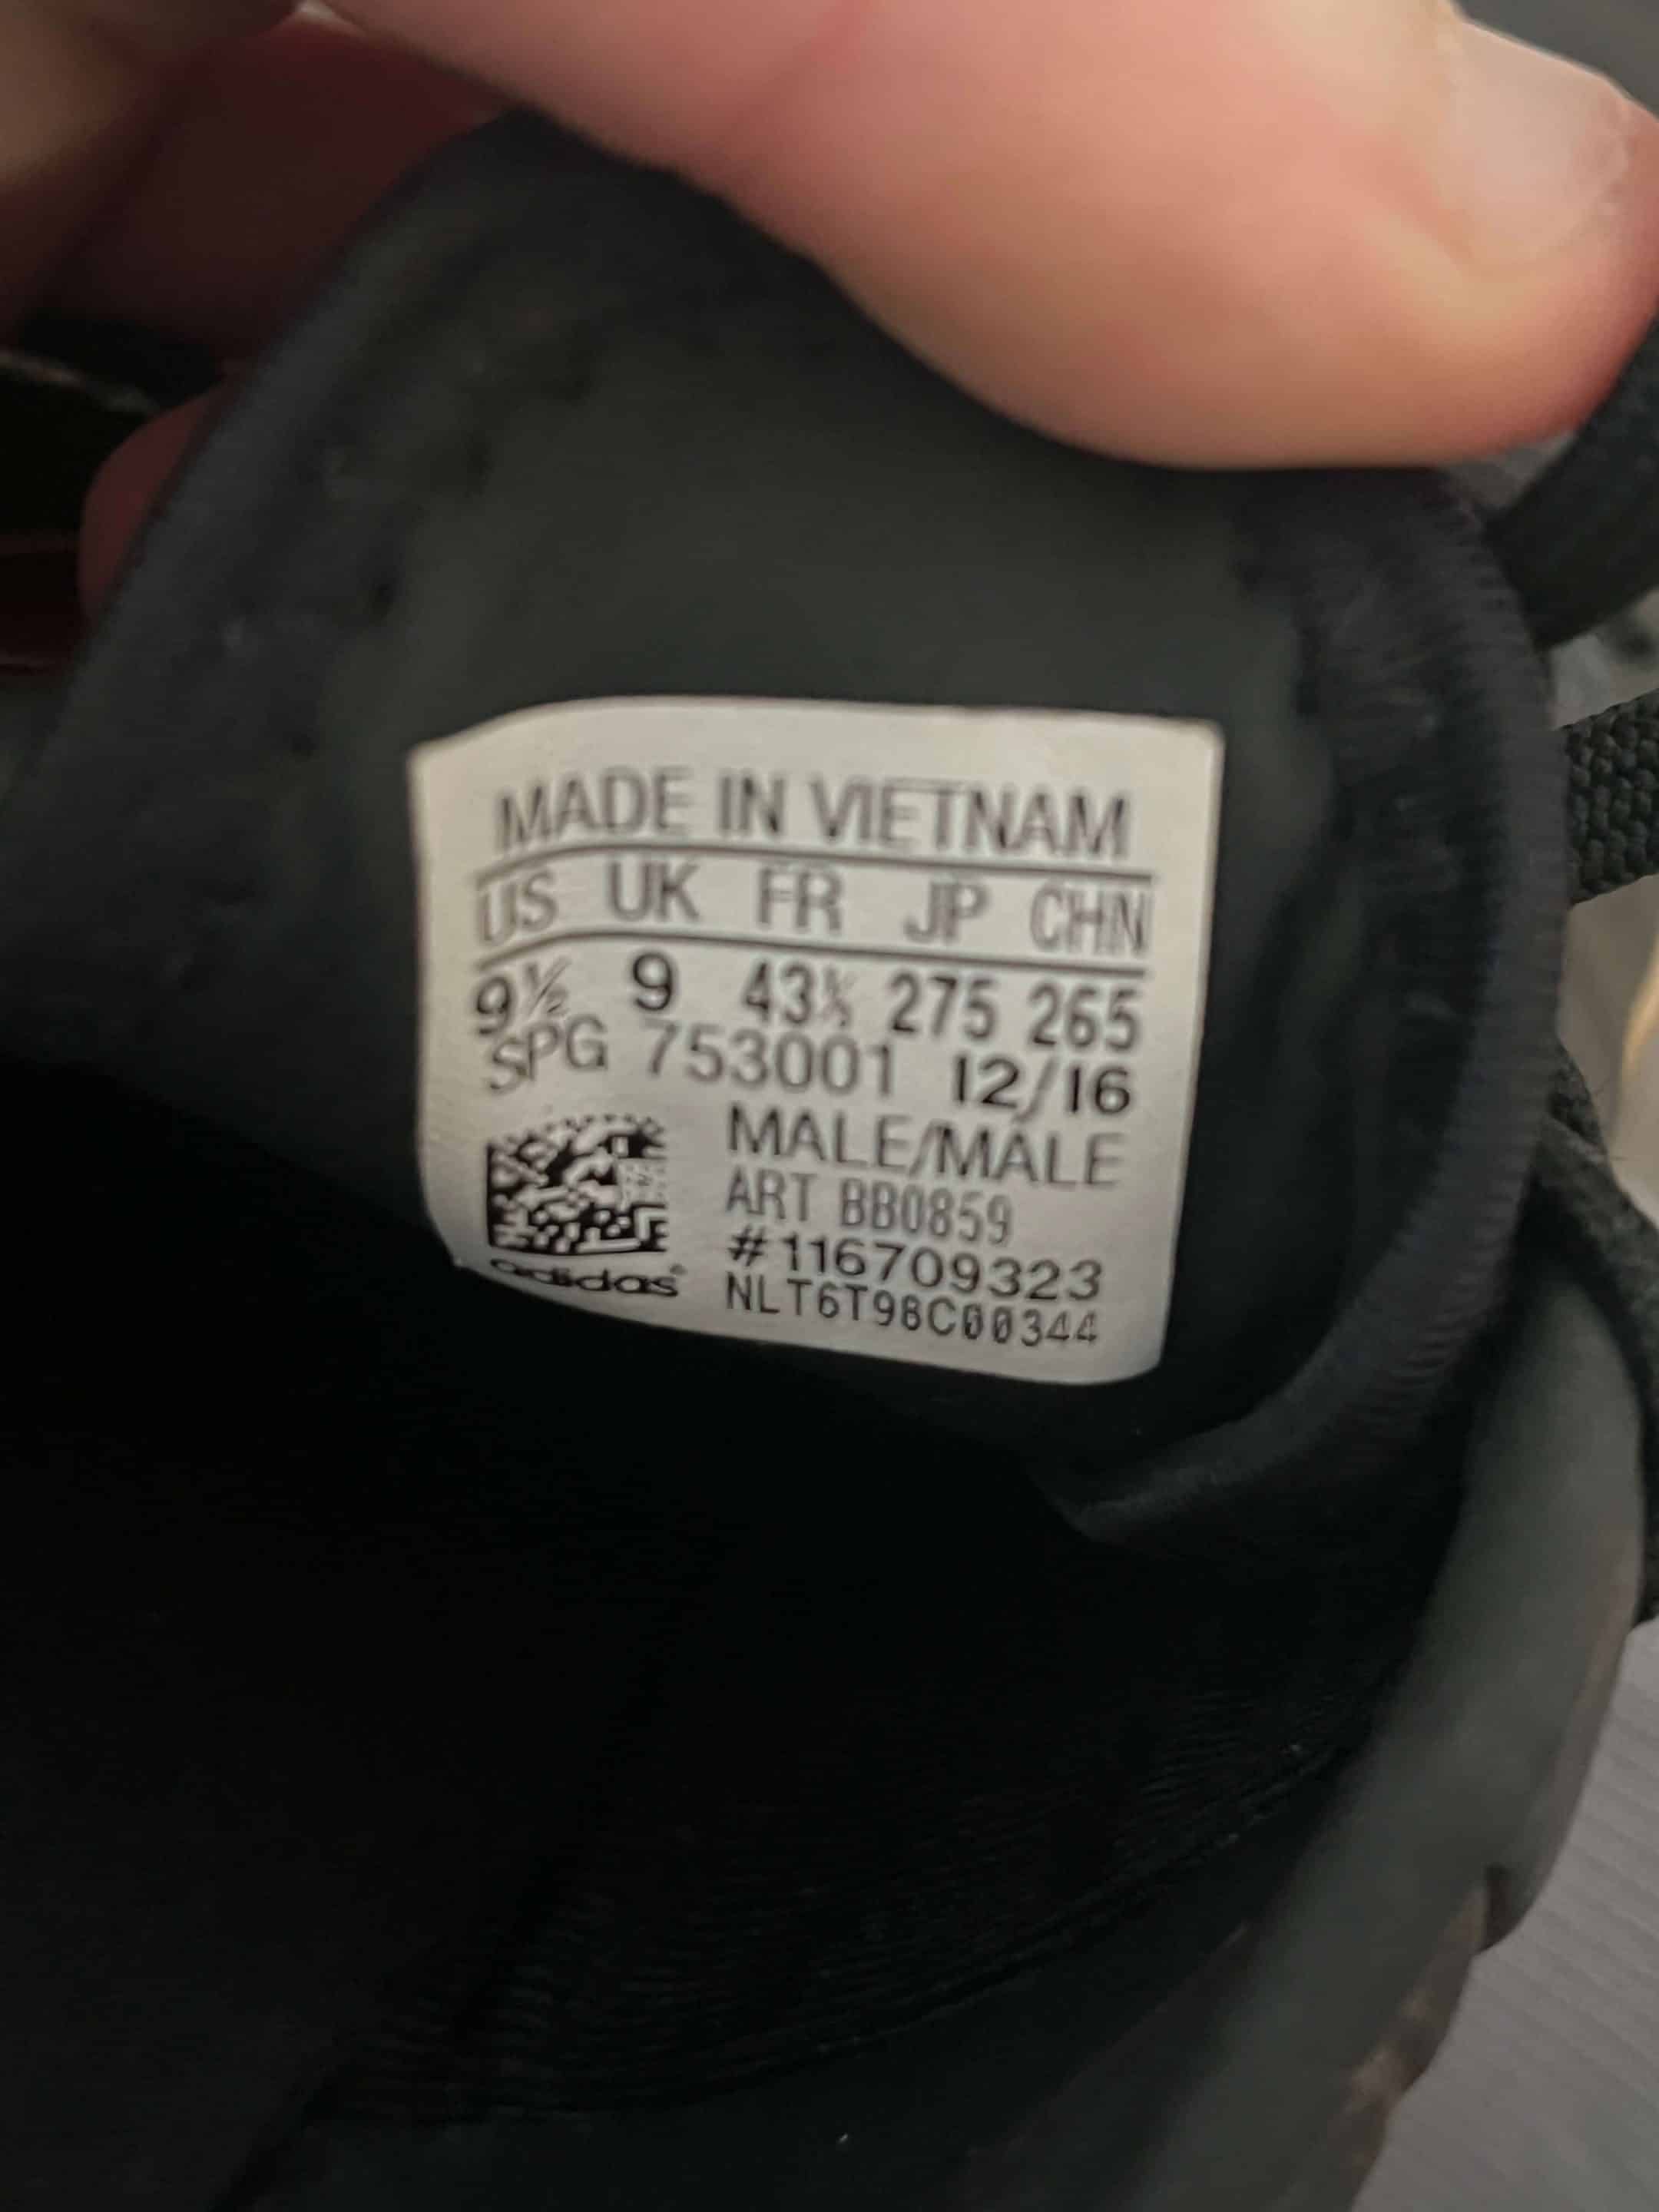 MADE IN VIETNAM
US UK FR JP CHN
9½ 9 43⅓ 275 265
SPG 753001 12/16
MALE/MÂLE
ART BB0859
#116709323
adidas®
NLT6T98C00344